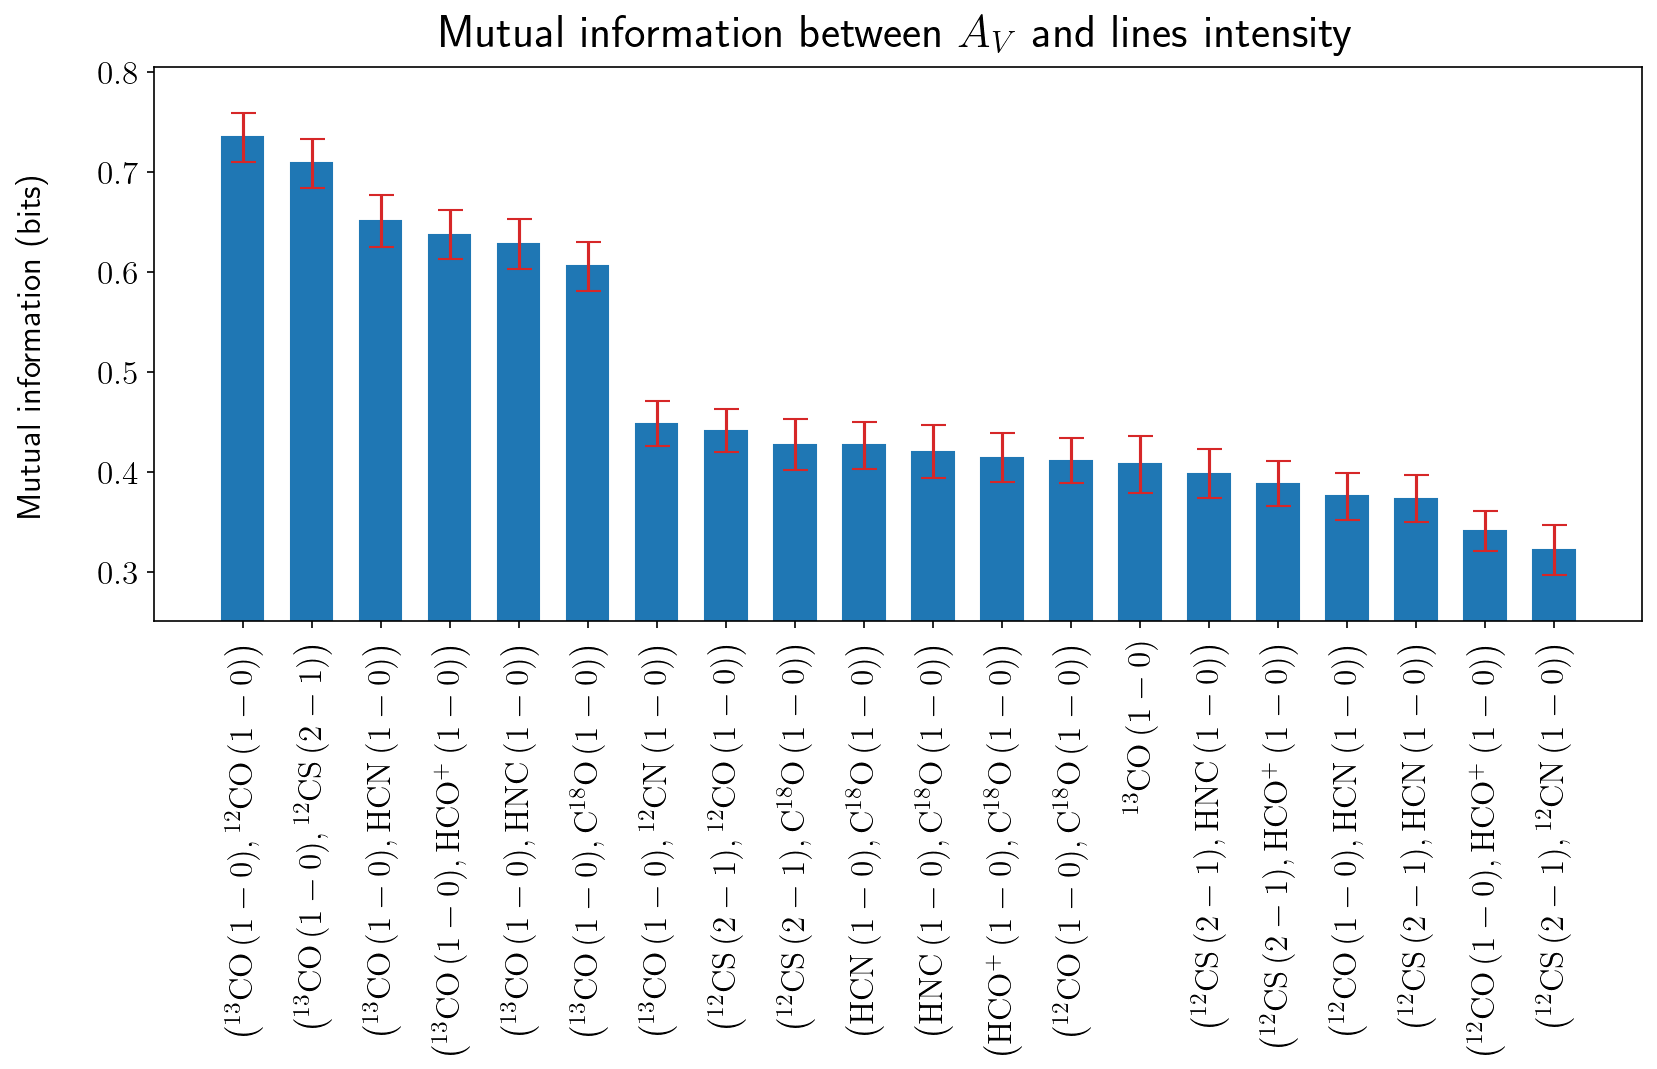 Mutual information between A_V and lines intensity
Mutual information (bits)
0.8
0.7
0.6
0.5
0.4
0.3
(¹³CO (1 − 0), ¹²CO (1 − 0))
(¹³CO (1 − 0), ¹²CS (2 − 1))
(¹³CO (1 − 0), HCN (1 − 0))
(¹³CO (1 − 0), HCO⁺ (1 − 0))
(¹³CO (1 − 0), HNC (1 − 0))
(¹³CO (1 − 0), C¹⁸O (1 − 0))
(¹³CO (1 − 0), ¹²CN (1 − 0))
(¹²CS (2 − 1), ¹²CO (1 − 0))
(¹²CS (2 − 1), C¹⁸O (1 − 0))
(HCN (1 − 0), C¹⁸O (1 − 0))
(HNC (1 − 0), C¹⁸O (1 − 0))
(HCO⁺ (1 − 0), C¹⁸O (1 − 0))
(¹²CO (1 − 0), C¹⁸O (1 − 0))
¹³CO (1 − 0)
(¹²CS (2 − 1), HNC (1 − 0))
(¹²CS (2 − 1), HCO⁺ (1 − 0))
(¹²CO (1 − 0), HCN (1 − 0))
(¹²CS (2 − 1), HCN (1 − 0))
(¹²CO (1 − 0), HCO⁺ (1 − 0))
(¹²CS (2 − 1), ¹²CN (1 − 0))